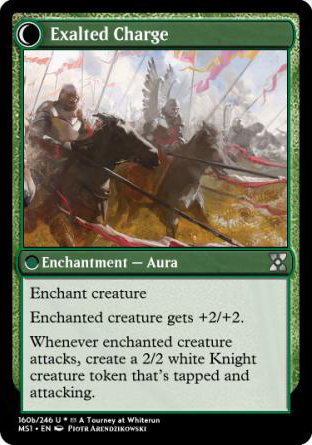 Exalted Charge
Enchantment — Aura
Enchant creature
Enchanted creature gets +2/+2.
Whenever enchanted creature
attacks, create a 2/2 white Knight
creature token that's tapped and
attacking.
160b/246 U * A Tourney at Whiterun
MS1 • EN Piotr Arendzikowski